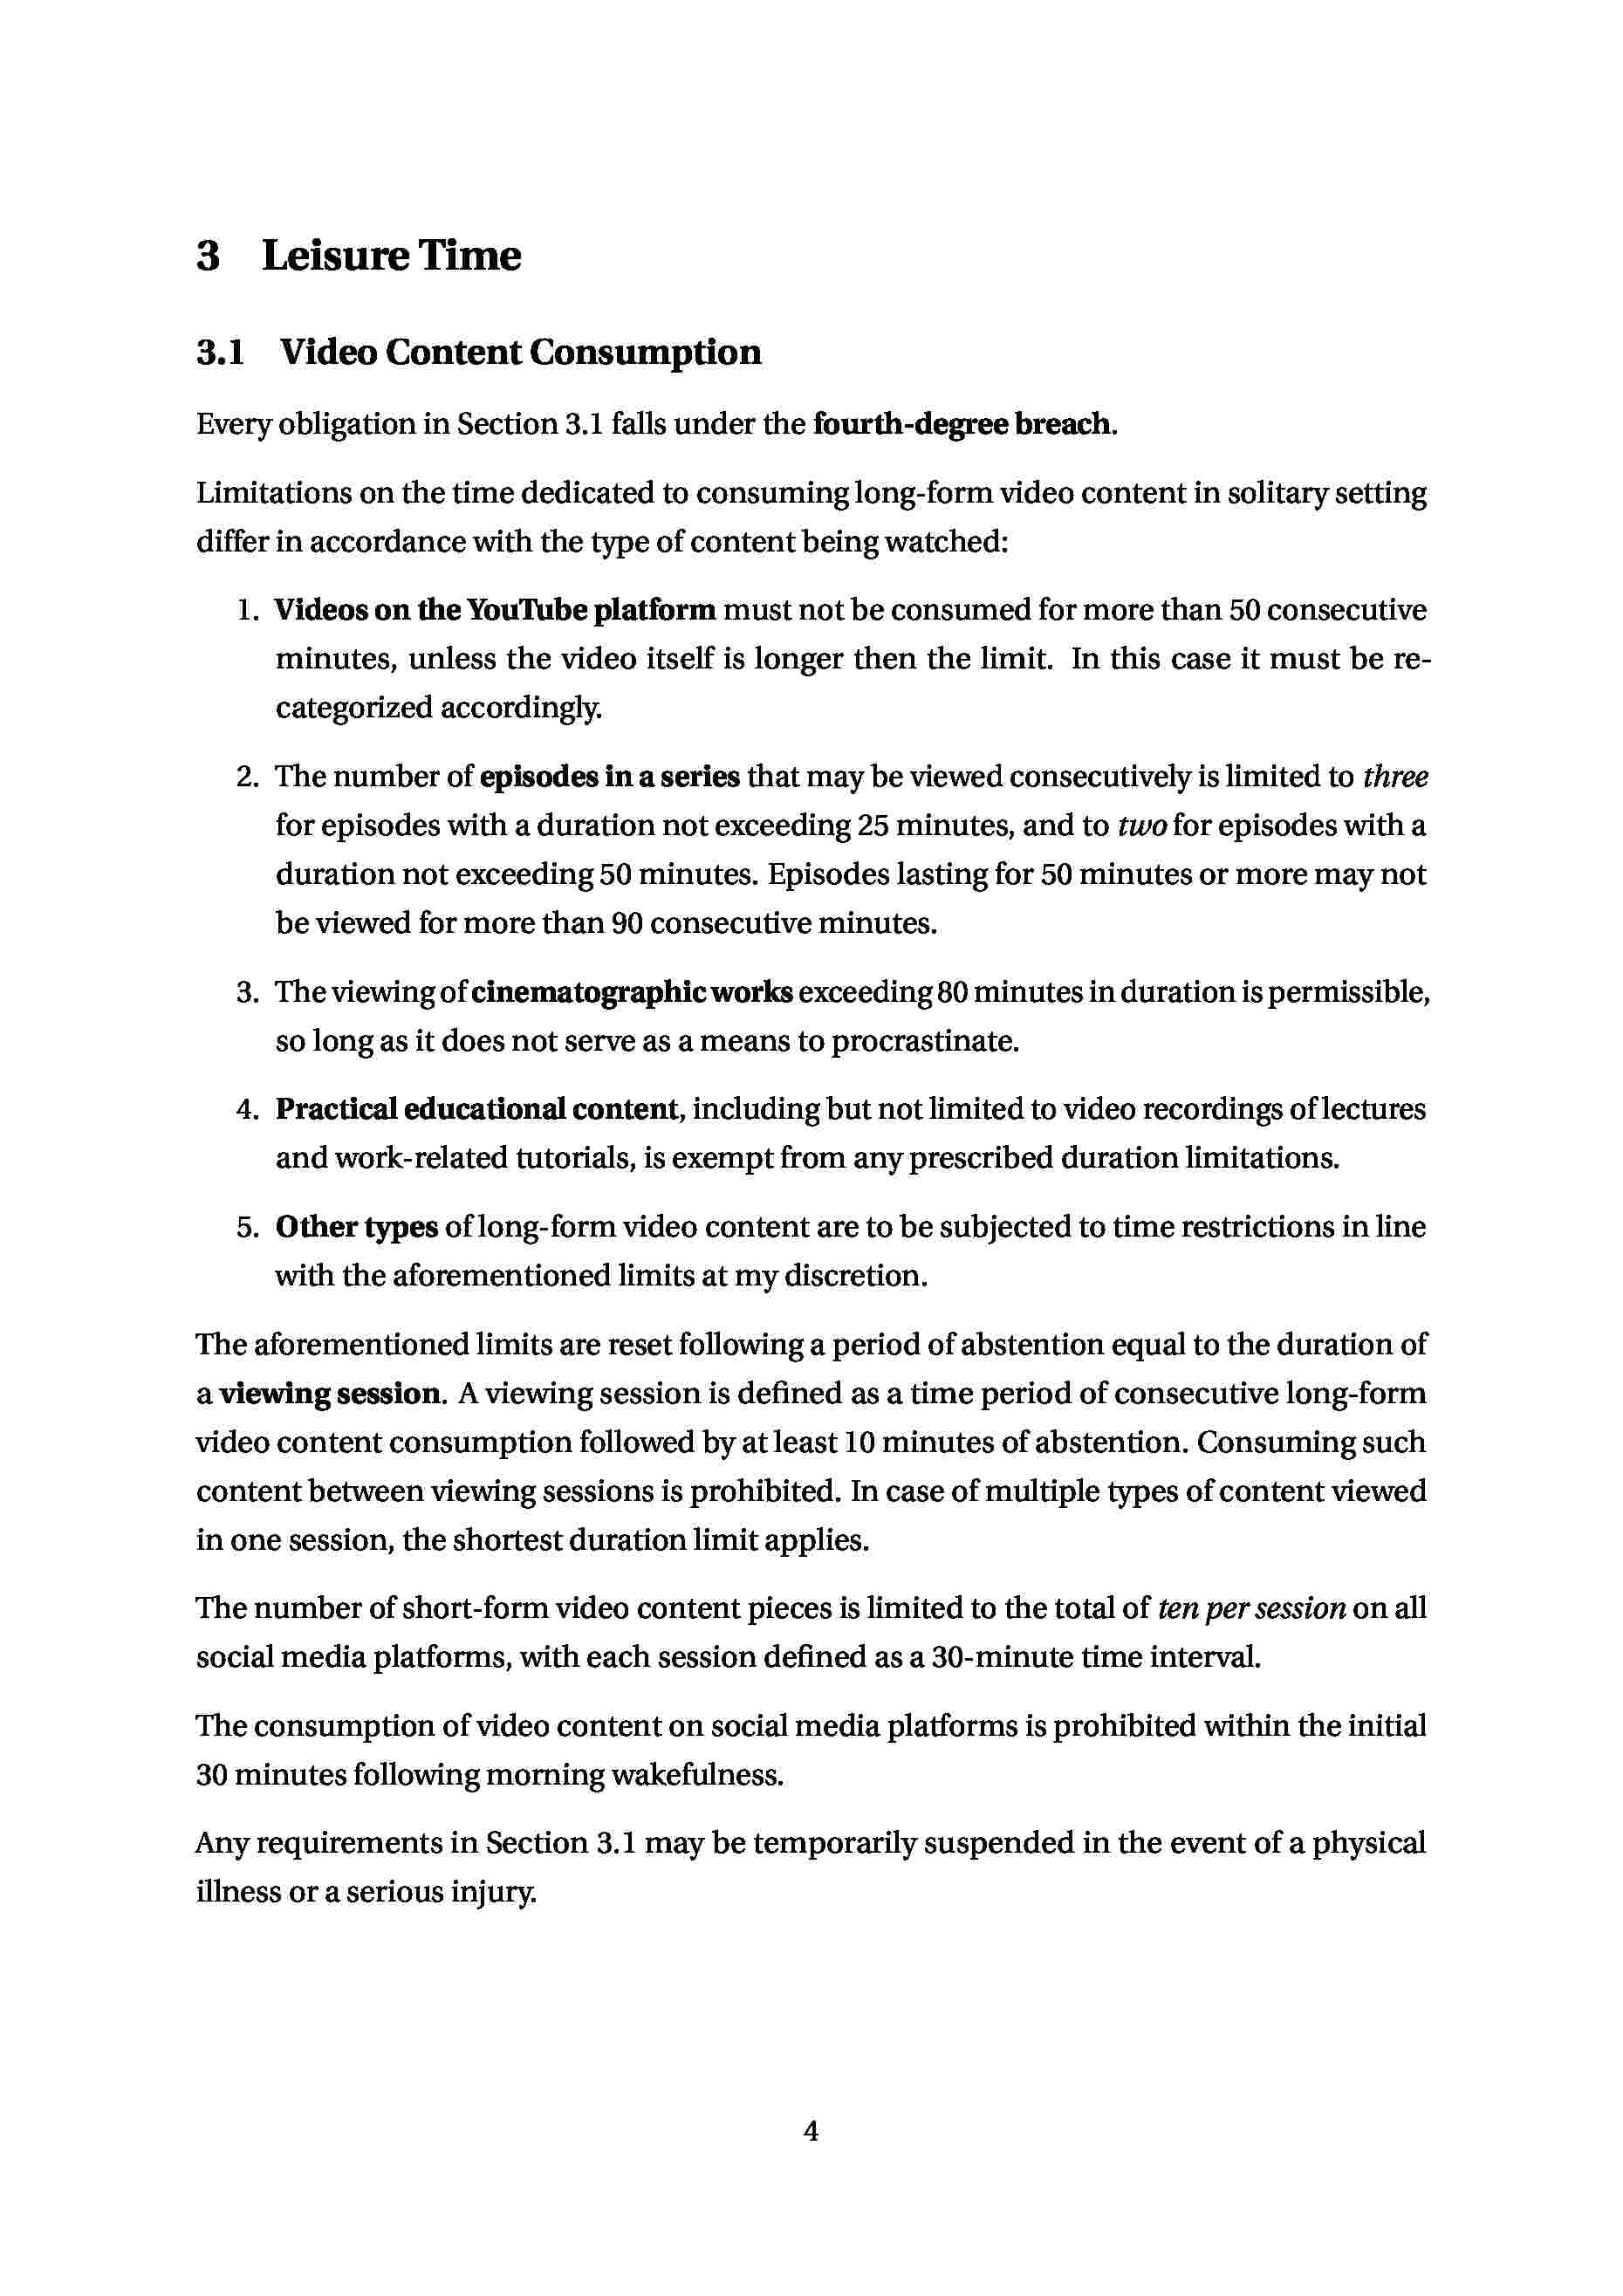 3 Leisure Time
3.1 Video Content Consumption
Every obligation in Section 3.1 falls under the fourth-degree breach.
Limitations on the time dedicated to consuming long-form video content in solitary setting
differ in accordance with the type of content being watched:
1. Videos on the YouTube platform must not be consumed for more than 50 consecutive
minutes, unless the video itself is longer then the limit. In this case it must be re-
categorized accordingly.
2. The number of episodes in a series that may be viewed consecutively is limited to three
for episodes with a duration not exceeding 25 minutes, and to two for episodes with a
duration not exceeding 50 minutes. Episodes lasting for 50 minutes or more may not
be viewed for more than 90 consecutive minutes.
3. The viewing of cinematographic works exceeding 80 minutes in duration is permissible,
so long as it does not serve as a means to procrastinate.
4. Practical educational content, including but not limited to video recordings of lectures
and work-related tutorials, is exempt from any prescribed duration limitations.
5. Other types of long-form video content are to be subjected to time restrictions in line
with the aforementioned limits at my discretion.
The aforementioned limits are reset following a period of abstention equal to the duration of
a viewing session. A viewing session is defined as a time period of consecutive long-form
video content consumption followed by at least 10 minutes of abstention. Consuming such
content between viewing sessions is prohibited. In case of multiple types of content viewed
in one session, the shortest duration limit applies.
The number of short-form video content pieces is limited to the total of ten per session on all
social media platforms, with each session defined as a 30-minute time interval.
The consumption of video content on social media platforms is prohibited within the initial
30 minutes following morning wakefulness.
Any requirements in Section 3.1 may be temporarily suspended in the event of a physical
illness or a serious injury.
4